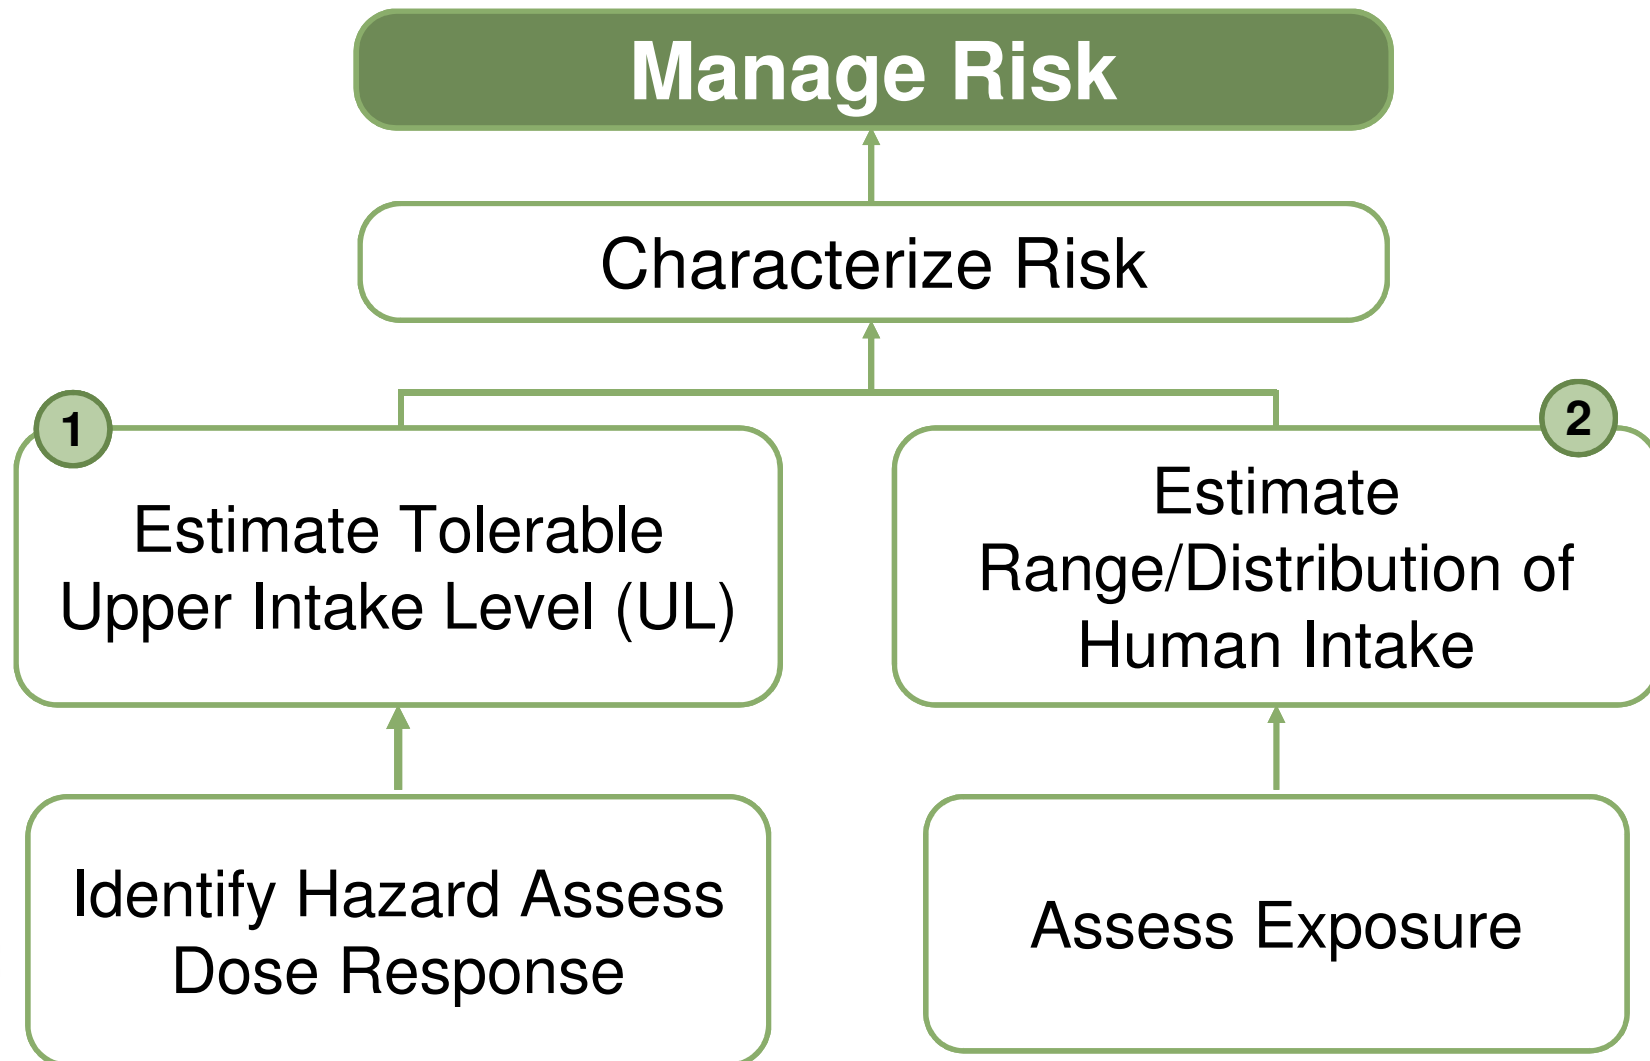 Manage Risk
Characterize Risk
1
Estimate Tolerable
Upper Intake Level (UL)
2
Estimate
Range/Distribution of
Human Intake
Identify Hazard Assess
Dose Response
Assess Exposure